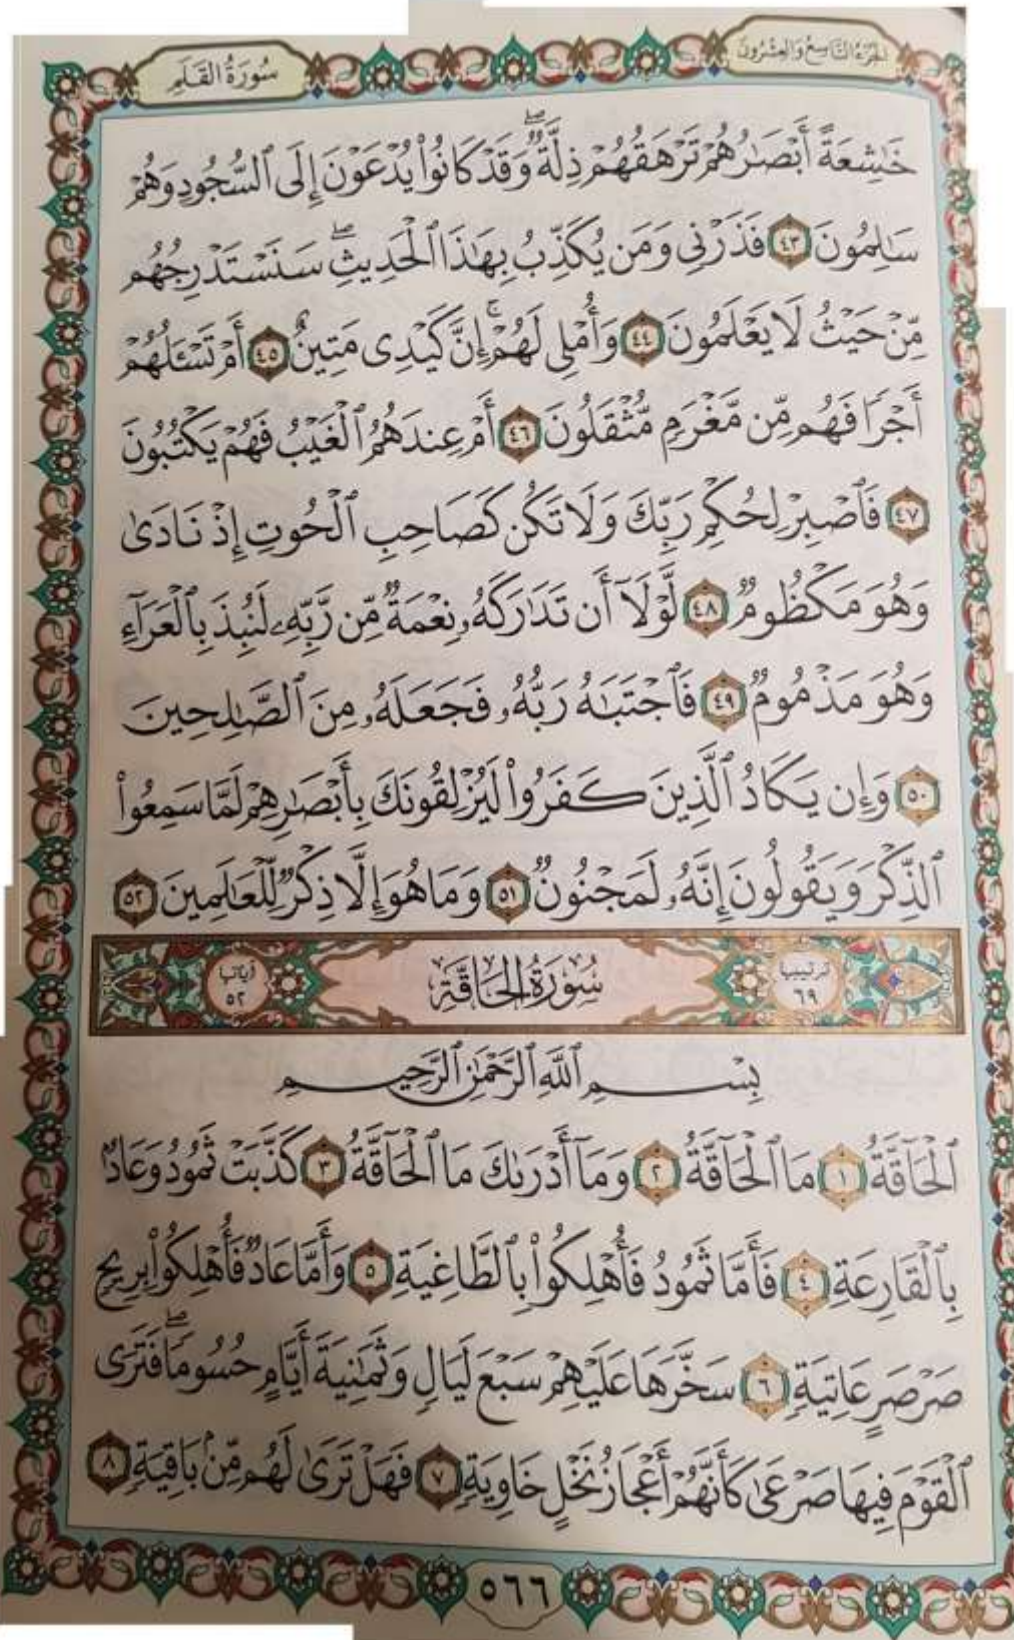 الجزء التاسع والعشرون
سورة القلم
خَٰشِعَةً أَبْصَٰرُهُمْ تَرْهَقُهُمْ ذِلَّةٌ ۖ وَقَدْ كَانُوا۟ يُدْعَوْنَ إِلَى ٱلسُّجُودِ وَهُمْ
سَٰلِمُونَ ٤٣ فَذَرْنِى وَمَن يُكَذِّبُ بِهَٰذَا ٱلْحَدِيثِ ۖ سَنَسْتَدْرِجُهُم
مِّنْ حَيْثُ لَا يَعْلَمُونَ ٤٤ وَأُمْلِى لَهُمْ ۚ إِنَّ كَيْدِى مَتِينٌ ٤٥ أَمْ تَسْـَٔلُهُمْ
أَجْرًا فَهُم مِّن مَّغْرَمٍ مُّثْقَلُونَ ٤٦ أَمْ عِندَهُمُ ٱلْغَيْبُ فَهُمْ يَكْتُبُونَ
٤٧ فَٱصْبِرْ لِحُكْمِ رَبِّكَ وَلَا تَكُن كَصَاحِبِ ٱلْحُوتِ إِذْ نَادَىٰ
وَهُوَ مَكْظُومٌ ٤٨ لَّوْلَآ أَن تَدَٰرَكَهُۥ نِعْمَةٌ مِّن رَّبِّهِۦ لَنُبِذَ بِٱلْعَرَآءِ
وَهُوَ مَذْمُومٌ ٤٩ فَٱجْتَبَٰهُ رَبُّهُۥ فَجَعَلَهُۥ مِنَ ٱلصَّٰلِحِينَ
٥٠ وَإِن يَكَادُ ٱلَّذِينَ كَفَرُوا۟ لَيُزْلِقُونَكَ بِأَبْصَٰرِهِمْ لَمَّا سَمِعُوا۟
ٱلذِّكْرَ وَيَقُولُونَ إِنَّهُۥ لَمَجْنُونٌ ٥١ وَمَا هُوَ إِلَّا ذِكْرٌ لِّلْعَٰلَمِينَ ٥٢
ترتيبها ٦٩ سورة الحاقة آياتها ٥٢
بِسْمِ ٱللَّهِ ٱلرَّحْمَٰنِ ٱلرَّحِيمِ
ٱلْحَآقَّةُ ١ مَا ٱلْحَآقَّةُ ٢ وَمَآ أَدْرَىٰكَ مَا ٱلْحَآقَّةُ ٣ كَذَّبَتْ ثَمُودُ وَعَادٌۢ
بِٱلْقَارِعَةِ ٤ فَأَمَّا ثَمُودُ فَأُهْلِكُوا۟ بِٱلطَّاغِيَةِ ٥ وَأَمَّا عَادٌ فَأُهْلِكُوا۟ بِرِيحٍ
صَرْصَرٍ عَاتِيَةٍ ٦ سَخَّرَهَا عَلَيْهِمْ سَبْعَ لَيَالٍ وَثَمَٰنِيَةَ أَيَّامٍ حُسُومًا ۖ فَتَرَى
ٱلْقَوْمَ فِيهَا صَرْعَىٰ كَأَنَّهُمْ أَعْجَازُ نَخْلٍ خَاوِيَةٍ ٧ فَهَلْ تَرَىٰ لَهُم مِّنۢ بَاقِيَةٍ ٨
٥٦٦